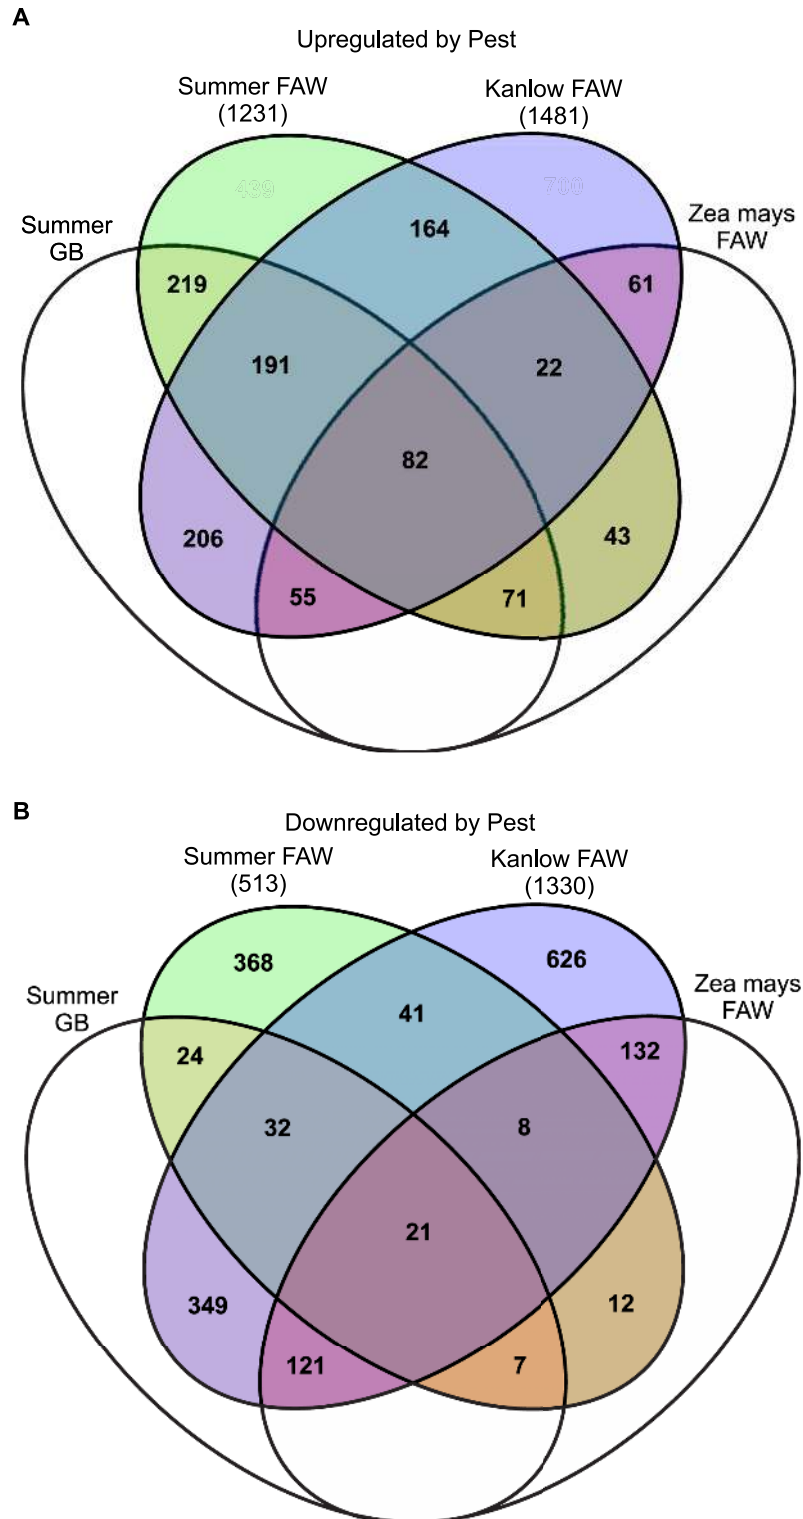 A
Upregulated by Pest
Summer FAW
(1231)
Kanlow FAW
(1481)
439
700
Summer
GB
Zea mays
FAW
164
219
61
191
22
82
206
43
55
71
B
Downregulated by Pest
Summer FAW
(513)
Kanlow FAW
(1330)
368
626
Summer
GB
Zea mays
FAW
41
24
132
32
8
21
349
12
121
7